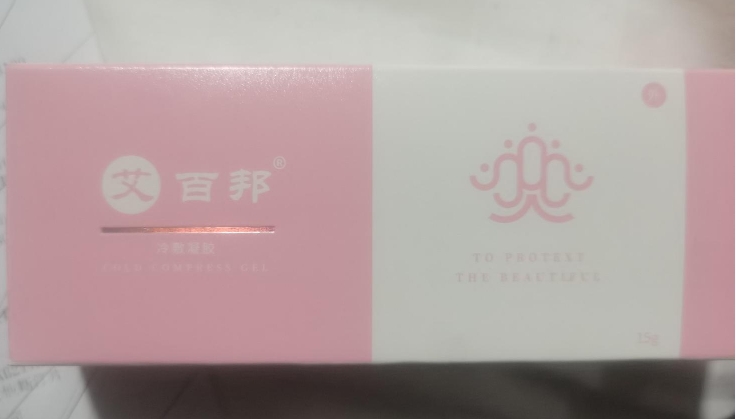 艾百邦®
冷敷凝胶
COLD COMPRESS GEL
TO PROTECT
THE BEAUTIFUL
15g